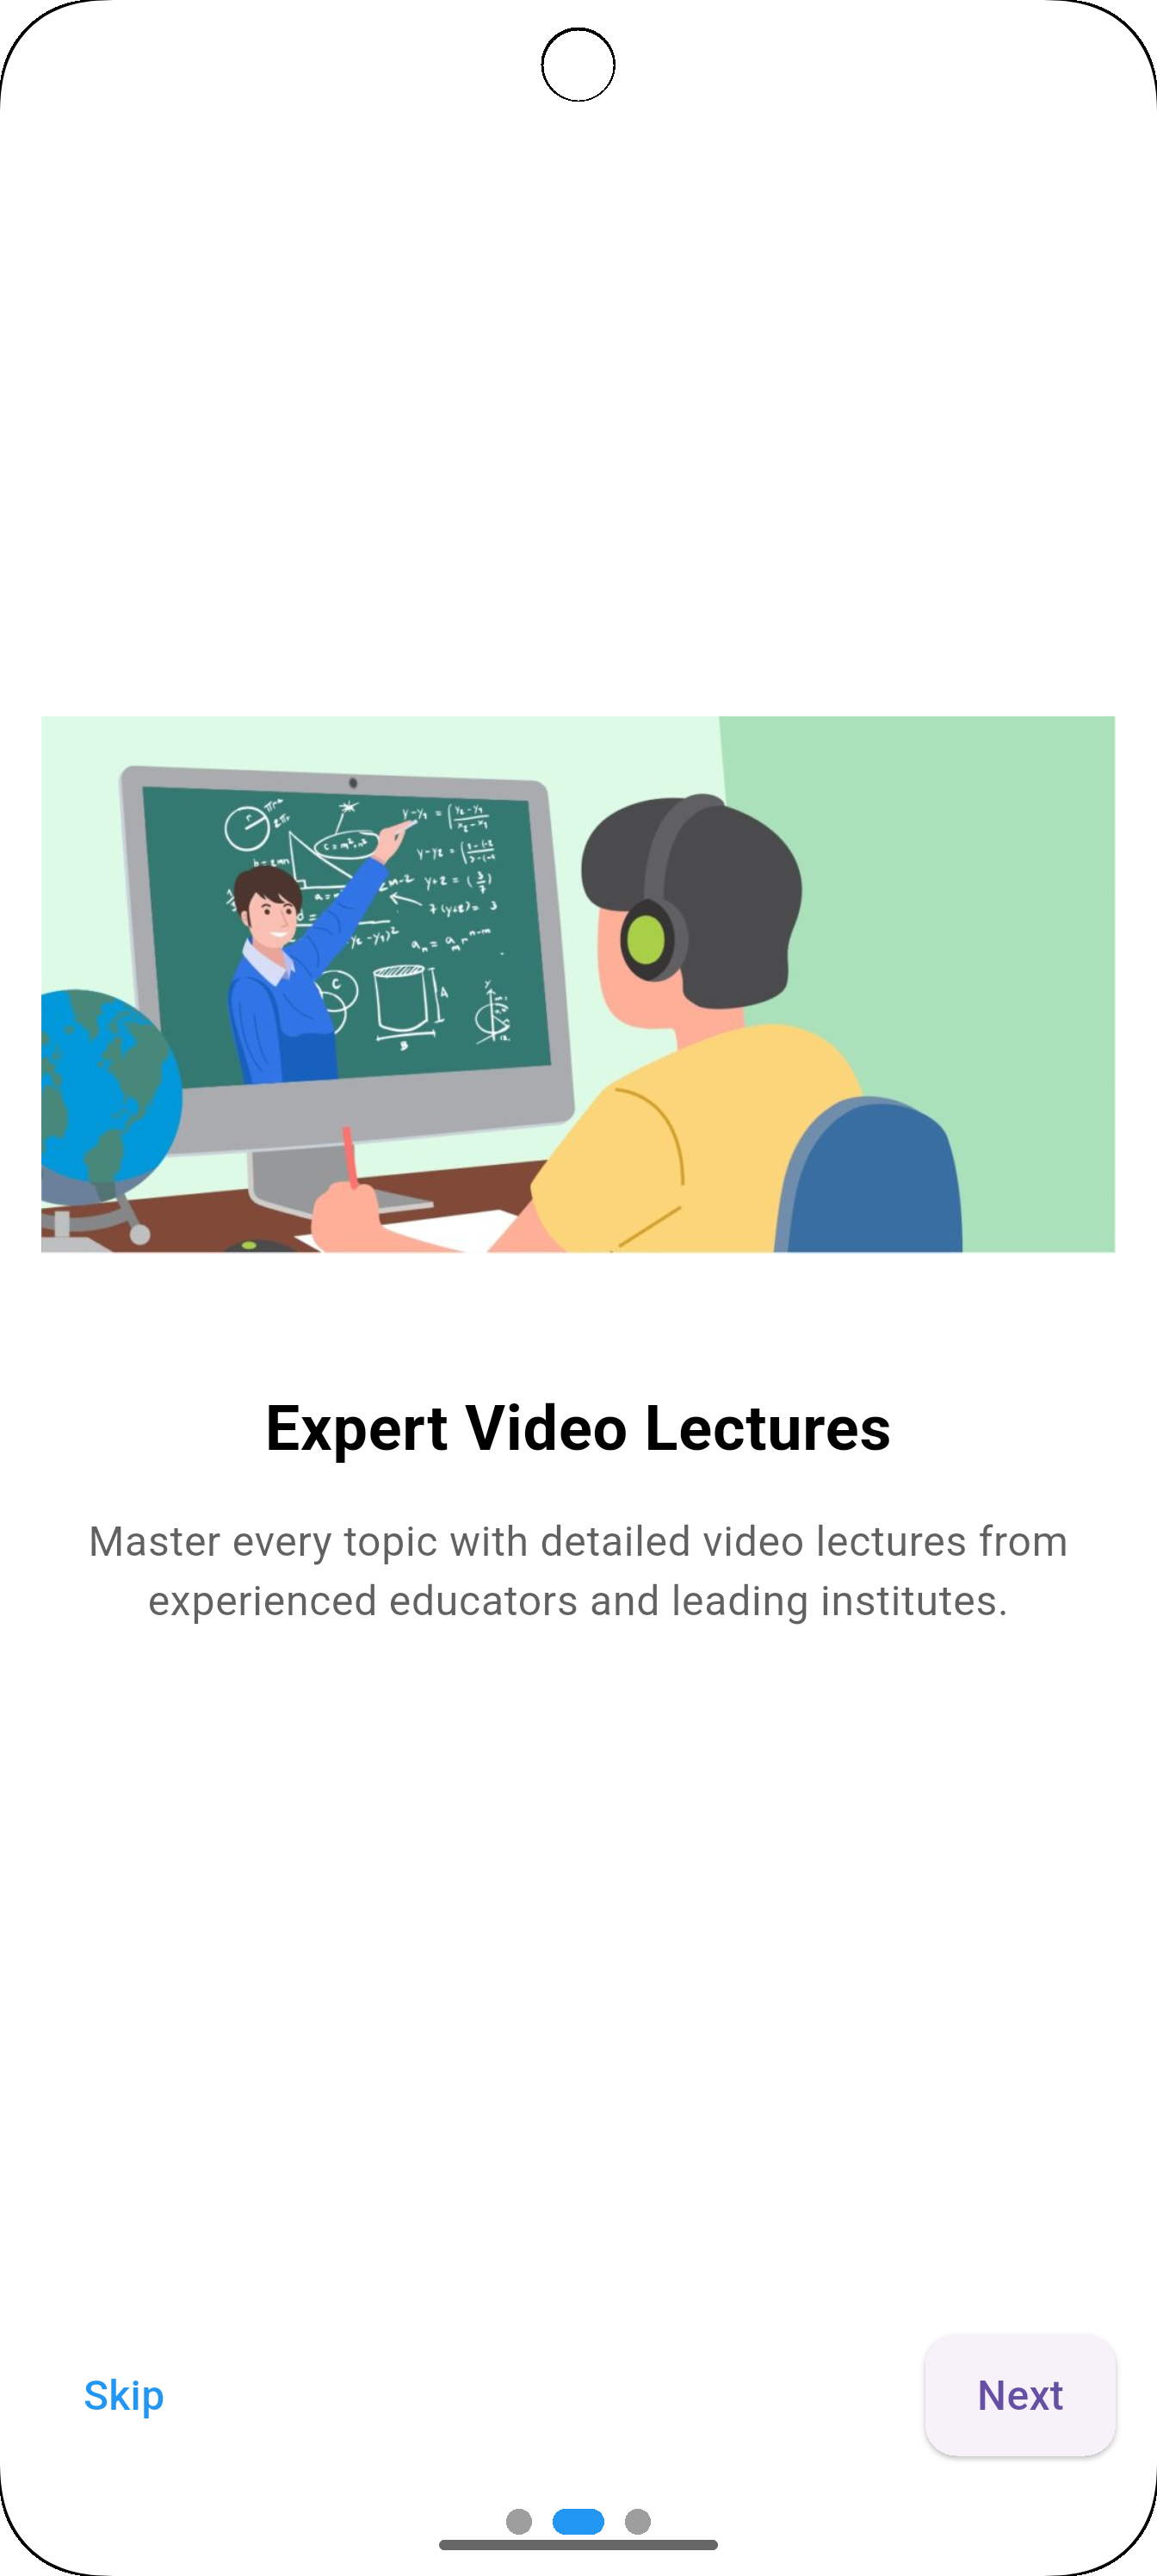 Expert Video Lectures
Master every topic with detailed video lectures from
experienced educators and leading institutes.
Skip
Next